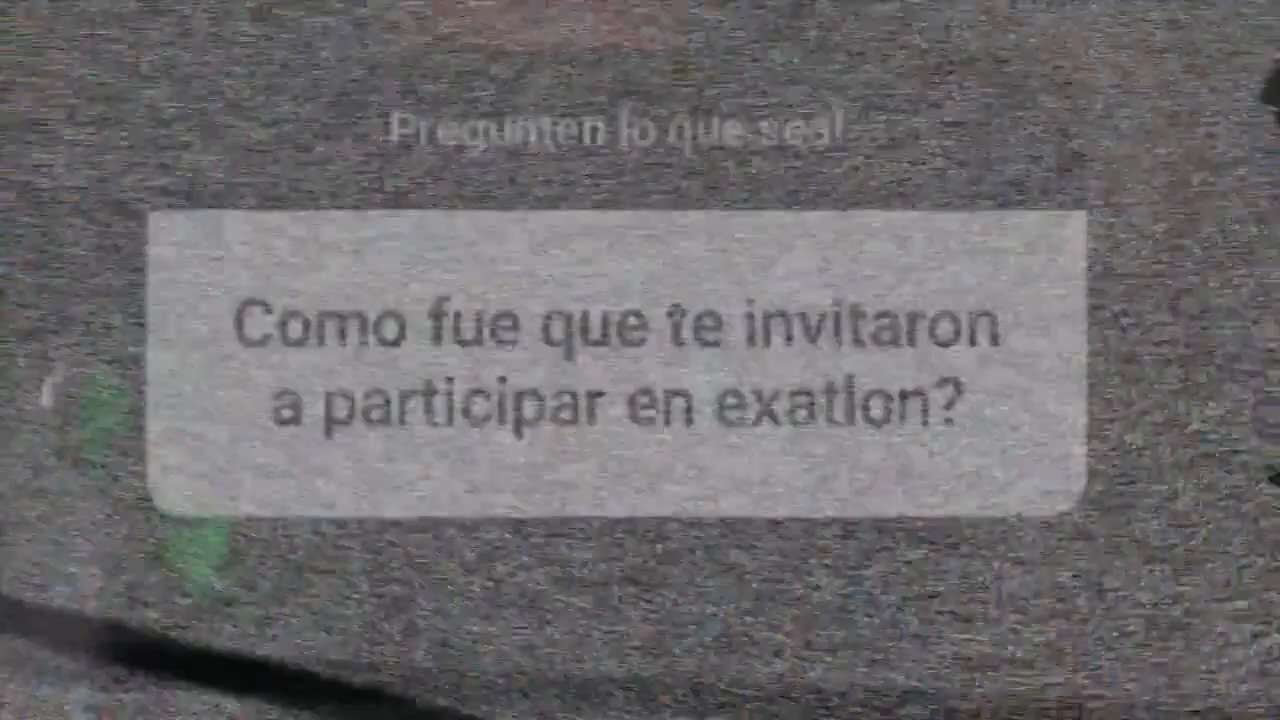 Pregunten lo que sea!
Como fue que te invitaron
a participar en exation?